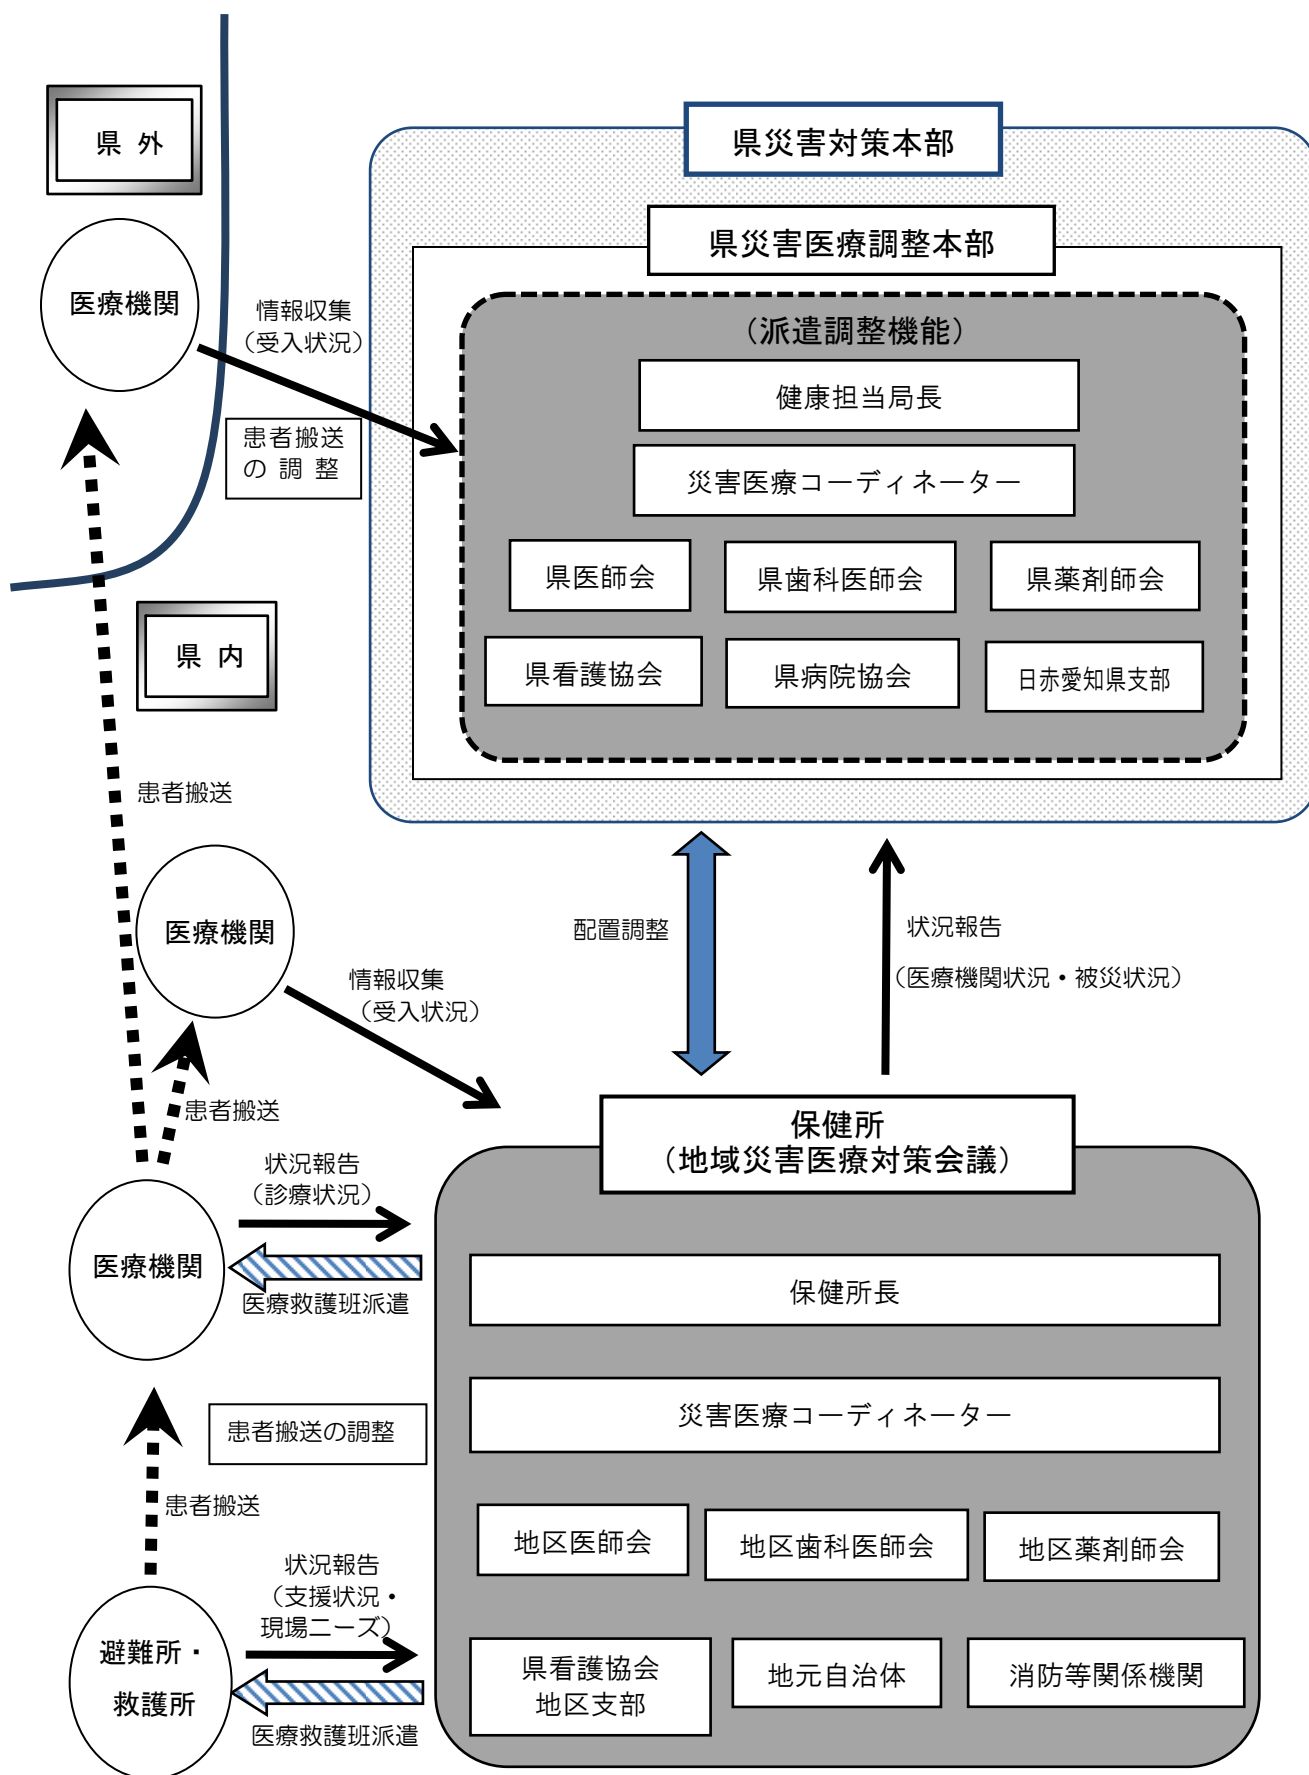 県 外
県災害対策本部
県災害医療調整本部
医療機関
情報収集
（受入状況）
（派遣調整機能）
健康担当局長
患者搬送
の 調 整
災害医療コーディネーター
県医師会
県歯科医師会
県薬剤師会
県 内
県看護協会
県病院協会
日赤愛知県支部
患者搬送
医療機関
配置調整
状況報告
（医療機関状況・被災状況）
情報収集
（受入状況）
患者搬送
保健所
（地域災害医療対策会議）
状況報告
（診療状況）
医療機関
医療救護班派遣
保健所長
患者搬送の調整
災害医療コーディネーター
患者搬送
地区医師会
地区歯科医師会
地区薬剤師会
状況報告
（支援状況・
現場ニーズ）
避難所・
救護所
医療救護班派遣
県看護協会
地区支部
地元自治体
消防等関係機関